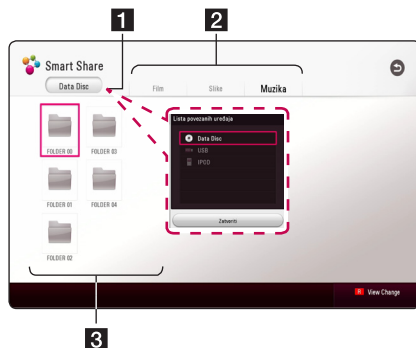 1
2
Smart Share
Data Disc
Film
Slike
Muzika
Lista povezanih uređaja
Data Disc
USB
IPOD
Zatvoriti
FOLDER 00
FOLDER 03
FOLDER 01
FOLDER 04
FOLDER 02
R View Change
3